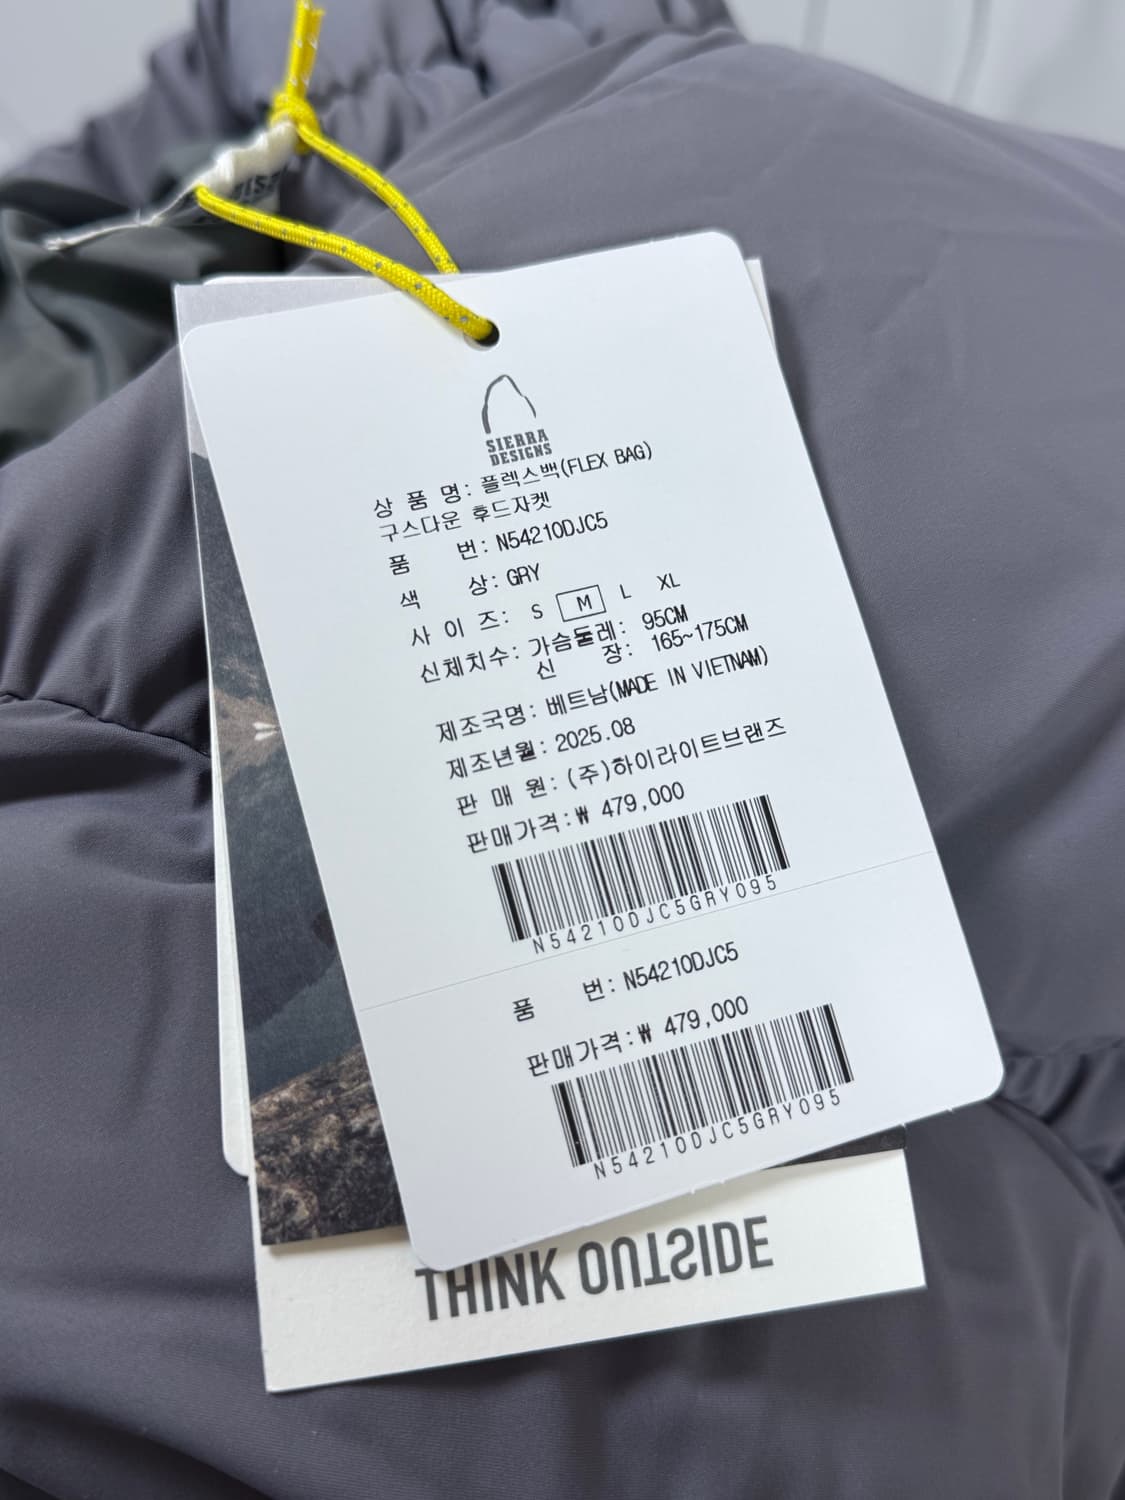 SIERRA
DESIGNS
상 품 명: 플렉스백(FLEX BAG)
구스다운 후드자켓
품 번: N54210DJC5
색 상: GRY
사 이 즈: S M L XL
신체치수: 가슴둘레: 95CM
신 장: 165~175CM
제조국명: 베트남(MADE IN VIETNAM)
제조년월: 2025.08
판 매 원: (주)하이라이트브랜즈
판매가격:₩ 479,000
N54210DJC5GRY095
품 번: N54210DJC5
판매가격:₩ 479,000
N54210DJC5GRY095
THINK OUTSIDE